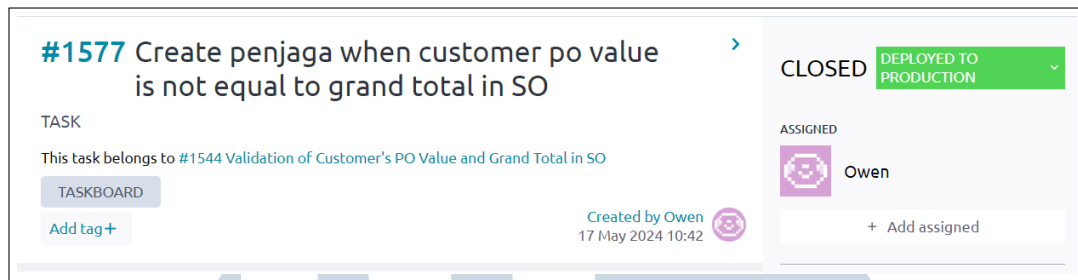 #1577 Create penjaga when customer po value
is not equal to grand total in SO
TASK
This task belongs to #1544 Validation of Customer's PO Value and Grand Total in SO
TASKBOARD
Add tag+
Created by Owen
17 May 2024 10:42
CLOSED
DEPLOYED TO
PRODUCTION
ASSIGNED
Owen
+ Add assigned